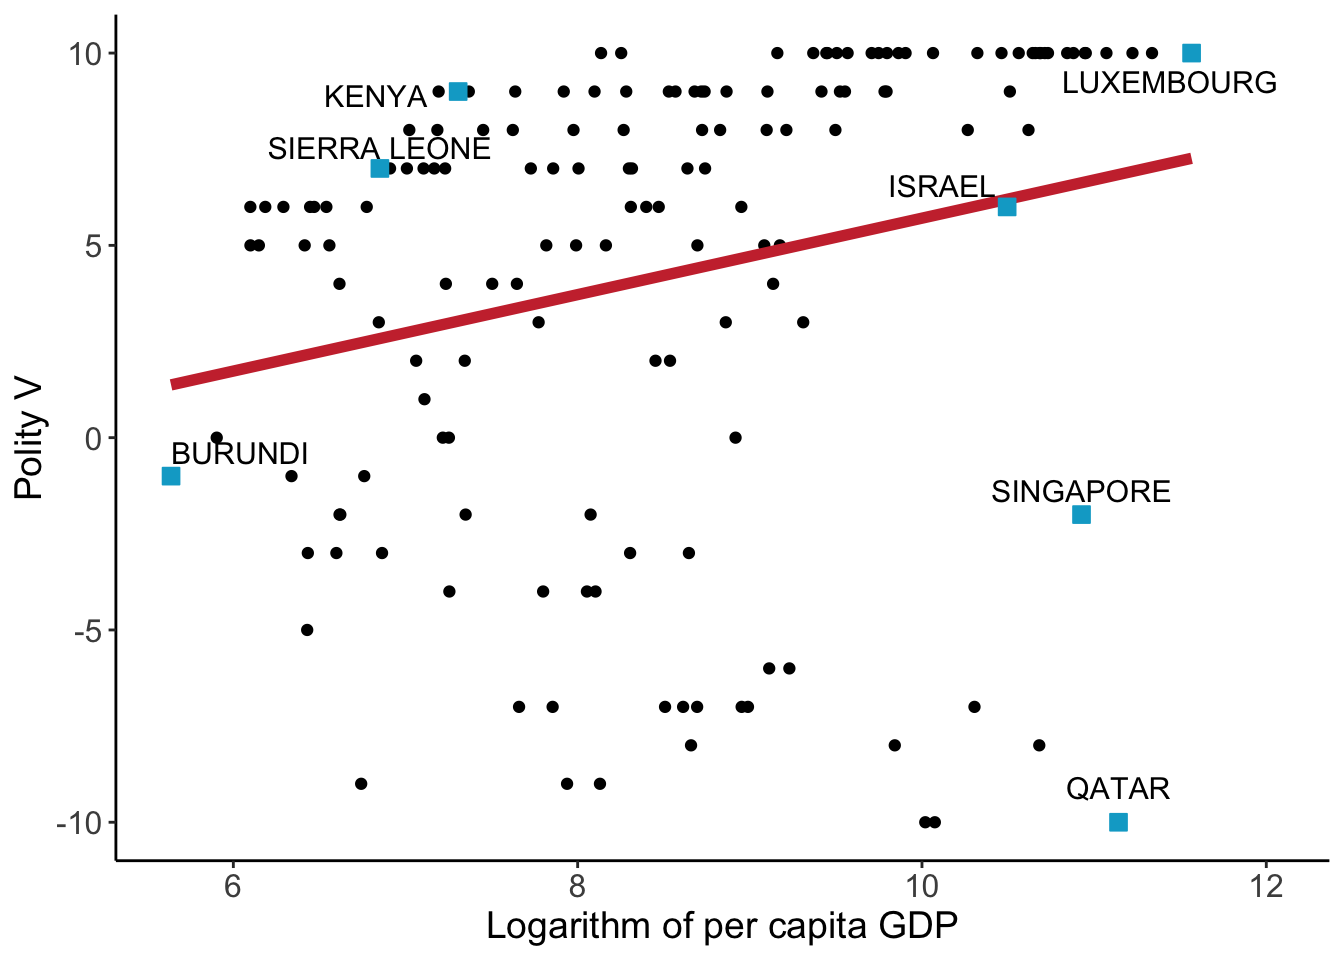 10
5
0
-5
-10
Polity V
KENYA
SIERRA LEONE
LUXEMBOURG
ISRAEL
BURUNDI
SINGAPORE
QATAR
6
8
10
12
Logarithm of per capita GDP